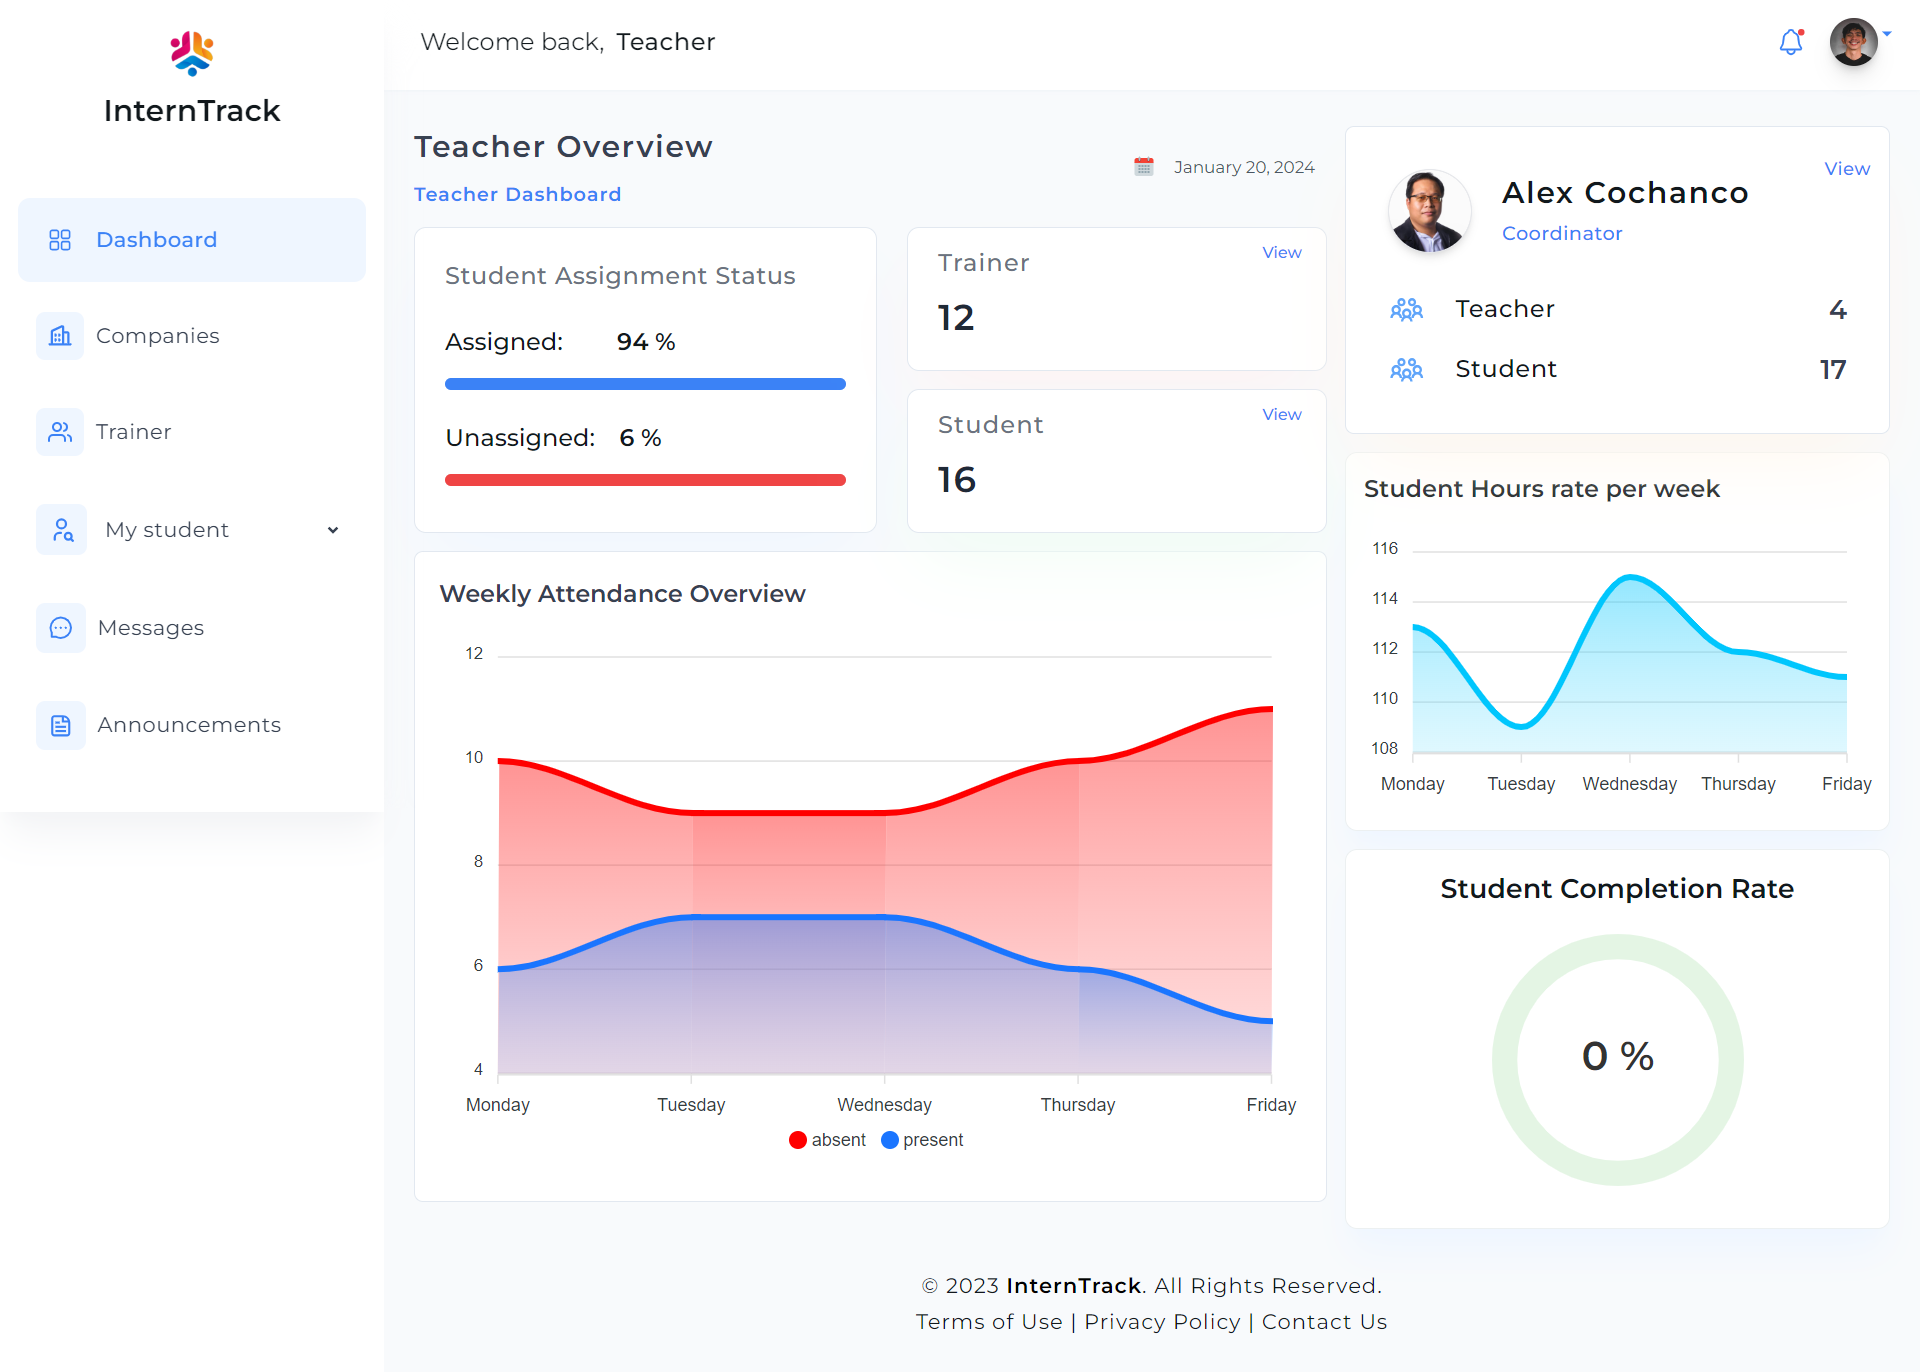 InternTrack
Dashboard
Companies
Trainer
My student
Messages
Announcements
Welcome back, Teacher
Teacher Overview
Teacher Dashboard
January 20, 2024
Student Assignment Status
Assigned: 94 %
Unassigned: 6 %
Trainer
View
12
Student
View
16
Weekly Attendance Overview
12
10
8
6
4
Monday Tuesday Wednesday Thursday Friday
absent present
View
Alex Cochanco
Coordinator
Teacher 4
Student 17
Student Hours rate per week
116
114
112
110
108
Monday Tuesday Wednesday Thursday Friday
Student Completion Rate
0 %
© 2023 InternTrack. All Rights Reserved.
Terms of Use | Privacy Policy | Contact Us